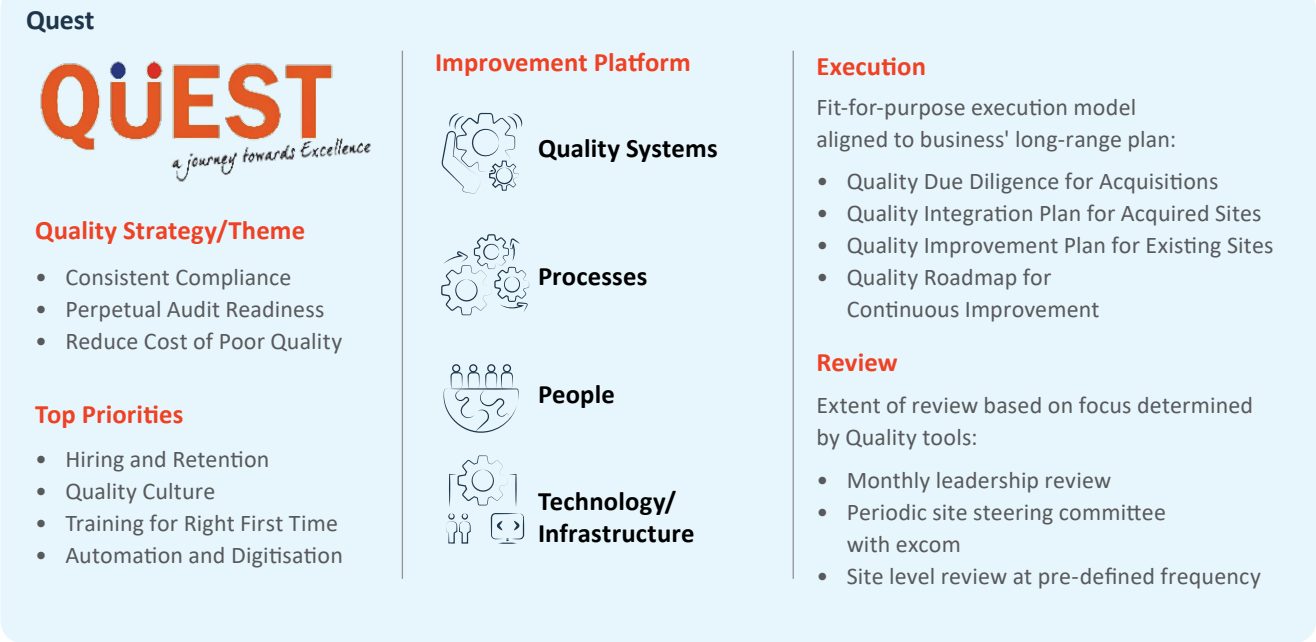 Quest
QUEST
a journey towards Excellence
Quality Strategy/Theme
• Consistent Compliance
• Perpetual Audit Readiness
• Reduce Cost of Poor Quality
Top Priorities
• Hiring and Retention
• Quality Culture
• Training for Right First Time
• Automation and Digitisation
Improvement Platform
Quality Systems
Processes
People
Technology/
Infrastructure
Execution
Fit-for-purpose execution model
aligned to business' long-range plan:
• Quality Due Diligence for Acquisitions
• Quality Integration Plan for Acquired Sites
• Quality Improvement Plan for Existing Sites
• Quality Roadmap for
Continuous Improvement
Review
Extent of review based on focus determined
by Quality tools:
• Monthly leadership review
• Periodic site steering committee
with excom
• Site level review at pre-defined frequency